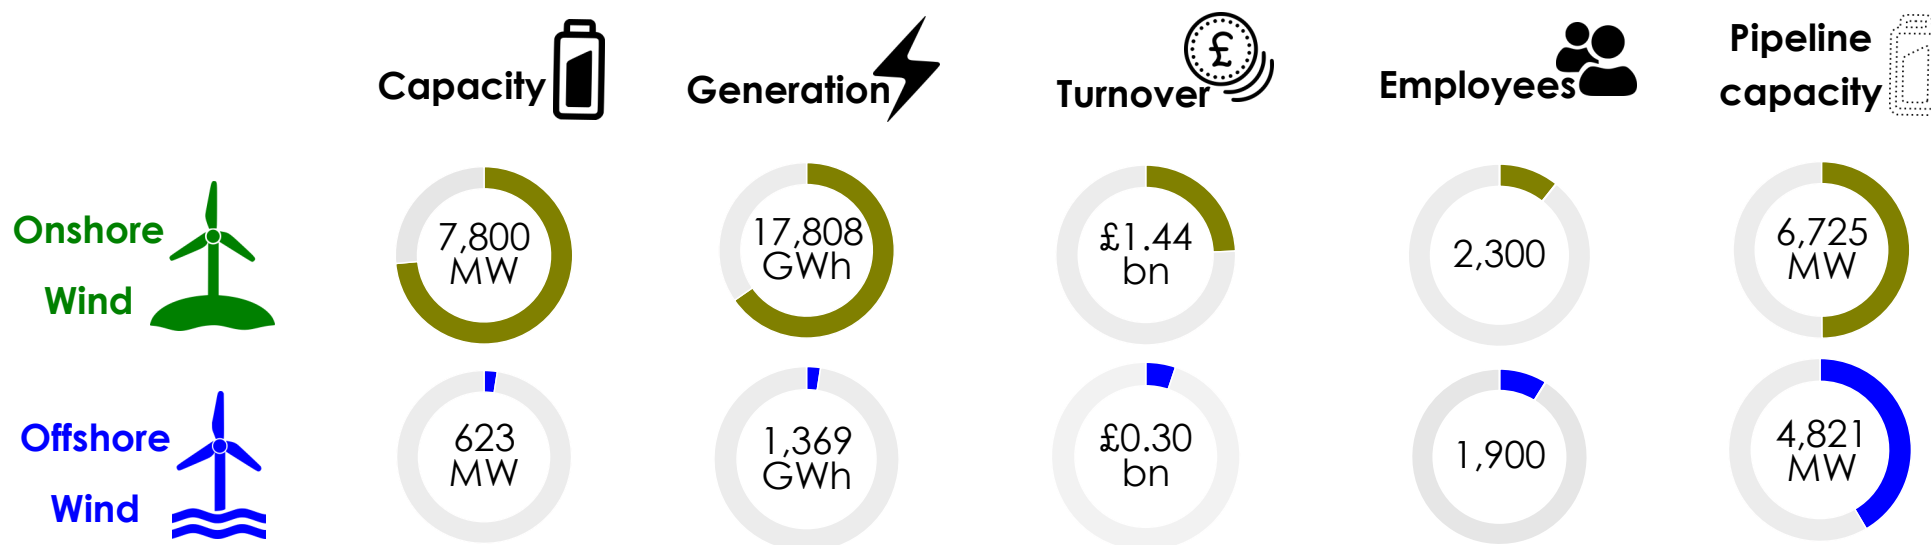 Capacity
Generation
£
Turnover
Employees
Pipeline
capacity
Onshore
Wind
7,800
MW
17,808
GWh
£1.44
bn
2,300
6,725
MW
Offshore
Wind
623
MW
1,369
GWh
£0.30
bn
1,900
4,821
MW